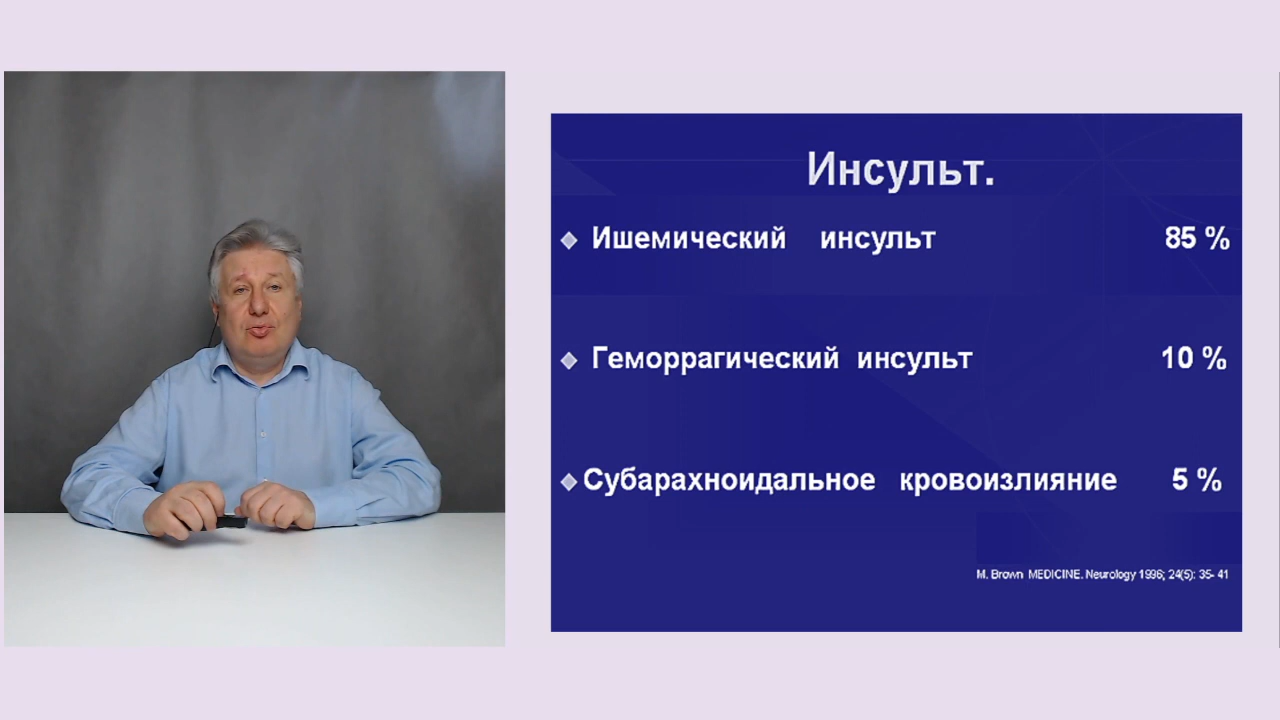 Инсульт.
Ишемический инсульт 85 %
Геморрагический инсульт 10 %
Субарахноидальное кровоизлияние 5 %
M. Brown MEDICINE. Neurology 1996; 24(5): 35- 41